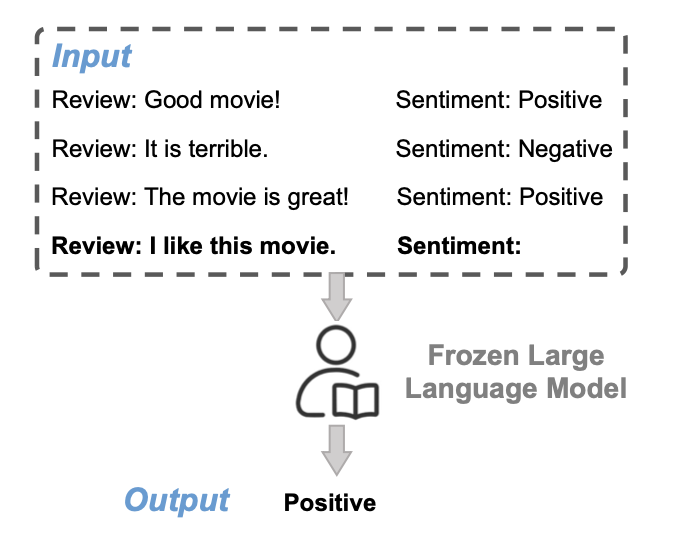 Input
Review: Good movie! Sentiment: Positive
Review: It is terrible. Sentiment: Negative
Review: The movie is great! Sentiment: Positive
Review: I like this movie. Sentiment:
Frozen Large
Language Model
Output Positive